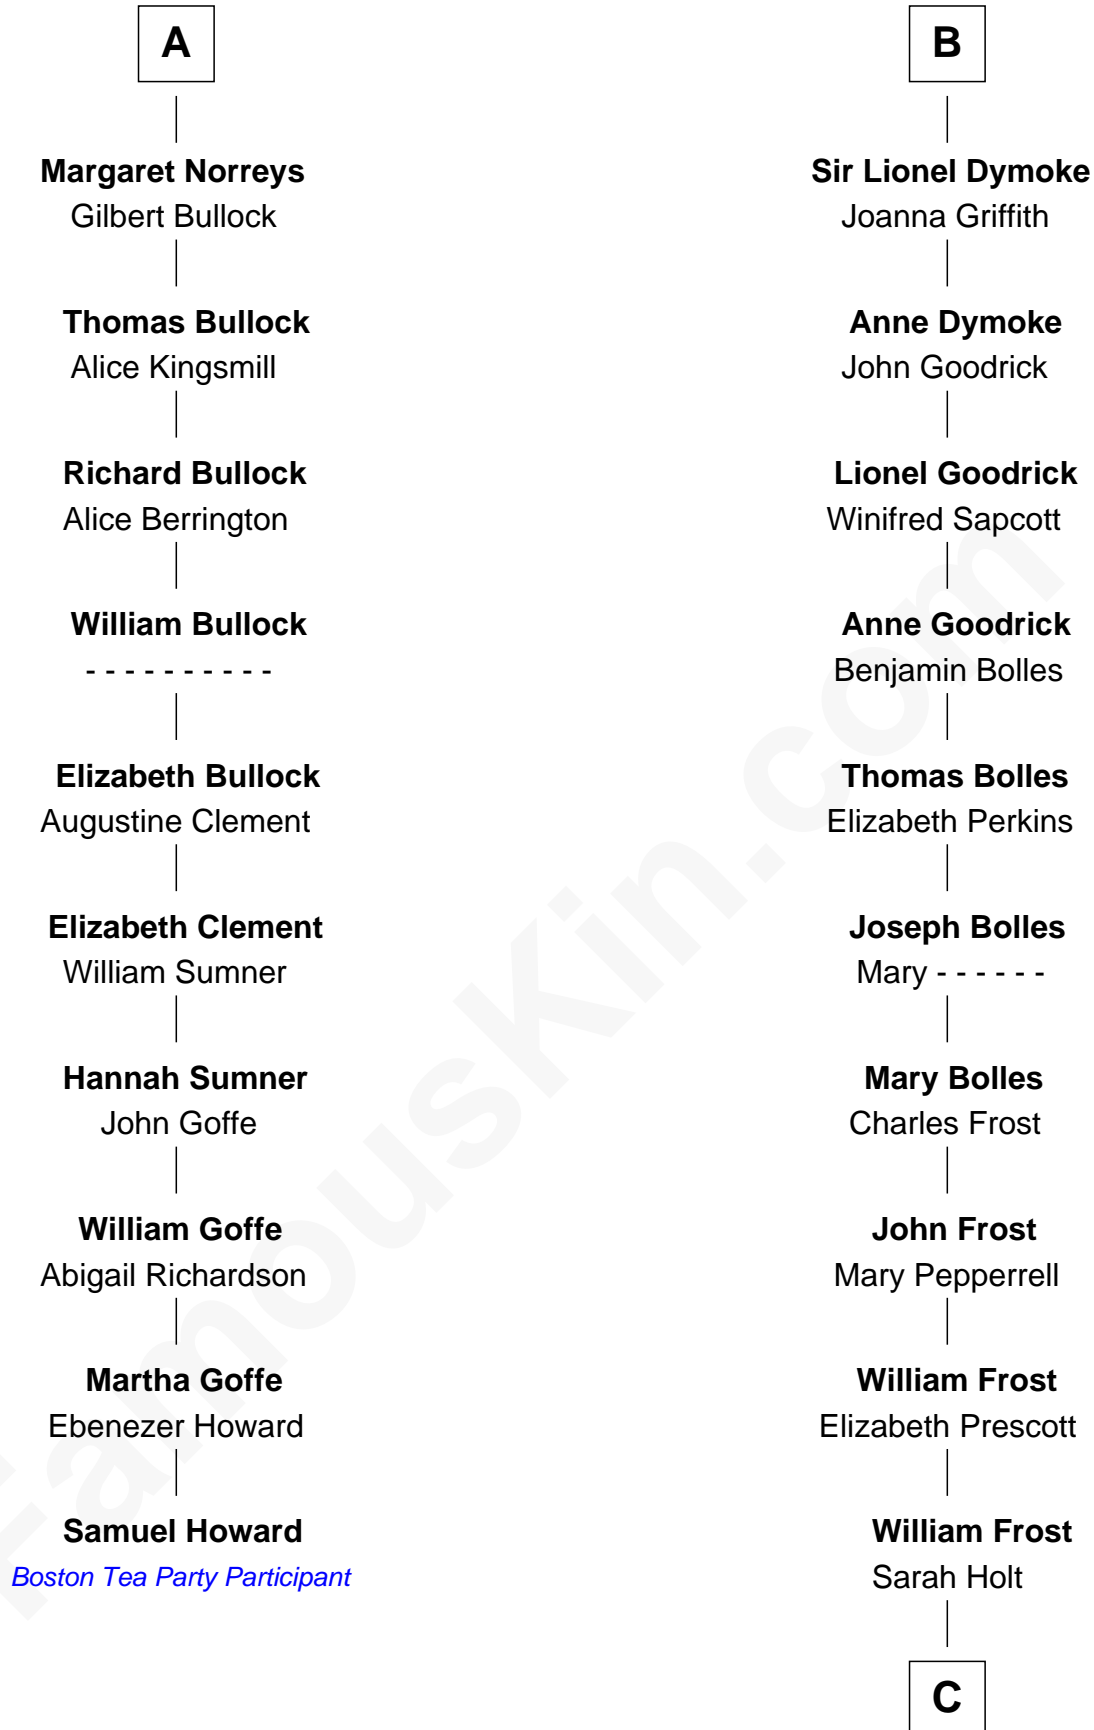 A
Margaret Norreys
Gilbert Bullock
Thomas Bullock
Alice Kingsmill
Richard Bullock
Alice Berrington
William Bullock
- - - - - - - - - -
Elizabeth Bullock
Augustine Clement
Elizabeth Clement
William Sumner
Hannah Sumner
John Goffe
William Goffe
Abigail Richardson
Martha Goffe
Ebenezer Howard
Samuel Howard
Boston Tea Party Participant
B
Sir Lionel Dymoke
Joanna Griffith
Anne Dymoke
John Goodrick
Lionel Goodrick
Winifred Sapcott
Anne Goodrick
Benjamin Bolles
Thomas Bolles
Elizabeth Perkins
Joseph Bolles
Mary - - - - - -
Mary Bolles
Charles Frost
John Frost
Mary Pepperrell
William Frost
Elizabeth Prescott
William Frost
Sarah Holt
C
FamousKin.com